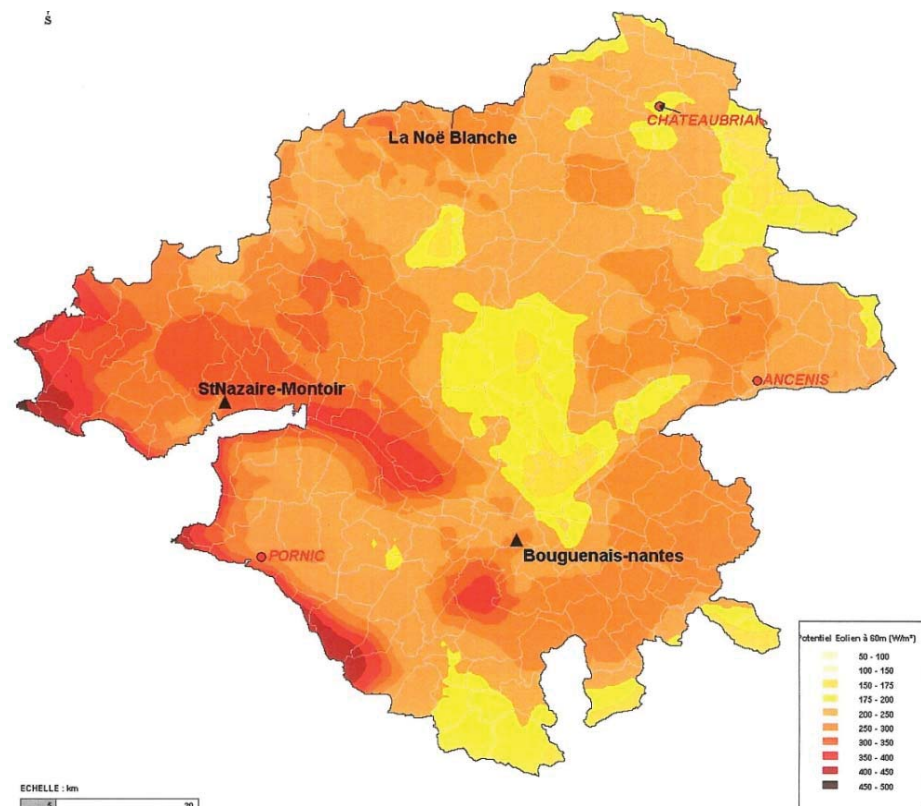 S
CHATEAUBRIAN
La Noë Blanche
StNazaire-Montoir
ANCENIS
Bouguenais-nantes
PORNIC
otentiel Eolien à 60m (W/m²)
50 - 100
100 - 150
150 - 175
175 - 200
200 - 250
250 - 300
300 - 350
350 - 400
400 - 450
450 - 500
ECHELLE : km
5 20